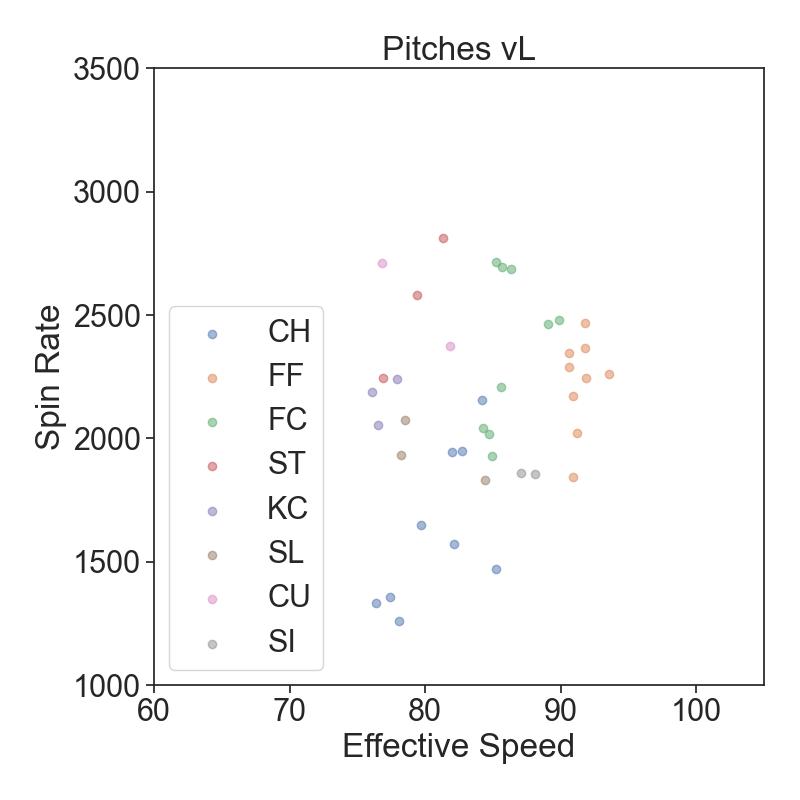 Pitches vL
3500
3000
2500
2000
1500
1000
Spin Rate
CH
FF
FC
ST
KC
SL
CU
SI
60 70 80 90 100
Effective Speed